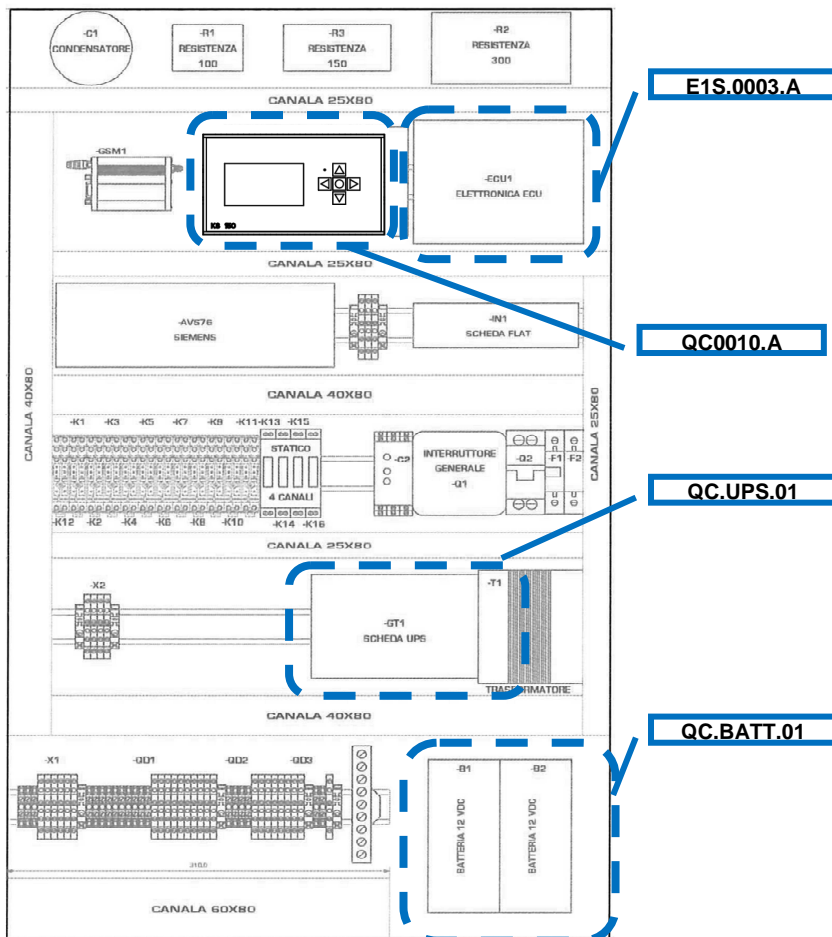 -C1
CONDENSATORE
-R1
RESISTENZA
100
-R3
RESISTENZA
150
-R2
RESISTENZA
300
CANALA 25X80
E1S.0003.A
-GSM1
KS 150
-ECU1
ELETTRONICA ECU
CANALA 25X80
-AVS76
SIEMENS
-IN1
SCHEDA FLAT
QC0010.A
CANALA 40X80
CANALA 40X80
CANALA 25X80
-K1 -K3 -K5 -K7 -K9 -K11 -K13 -K15
STATICO
4 CANALI
-C2
INTERRUTTORE
GENERALE
-Q1
-Q2
-F1
-F2
-K12 -K2 -K4 -K6 -K8 -K10 -K14 -K16
QC.UPS.01
CANALA 25X80
-X2
-GT1
SCHEDA UPS
-T1
TRASFORMATORE
CANALA 40X80
QC.BATT.01
-X1
-QD1
-QD2
-QD3
-B1
BATTERIA 12 VDC
-B2
BATTERIA 12 VDC
CANALA 60X80